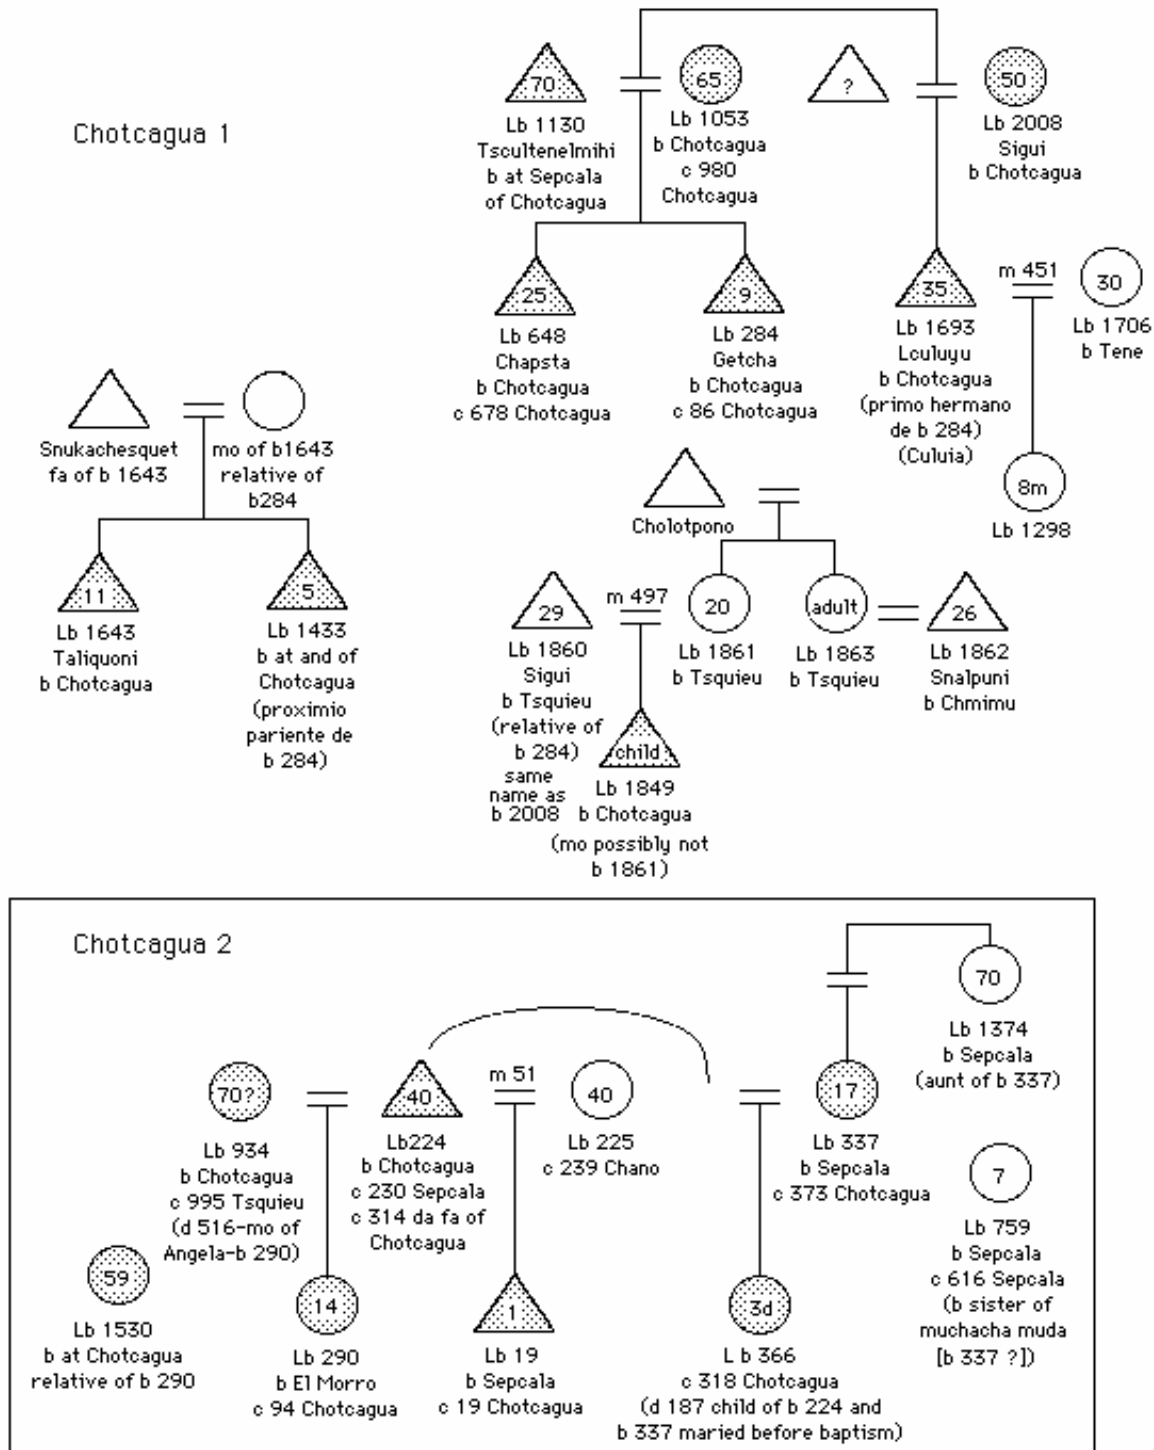 Chotcagua 1
70
Lb 1130
Tscultenelmihi
b at Sepcala
of Chotcagua
65
Lb 1053
b Chotcagua
c 980
Chotcagua
?
50
Lb 2008
Sigui
b Chotcagua
25
Lb 648
Chapsta
b Chotcagua
c 678 Chotcagua
9
Lb 284
Getcha
b Chotcagua
c 86 Chotcagua
35
Lb 1693
Lculuyu
b Chotcagua
(primo hermano
de b 284)
(Culuia)
m 451
30
Lb 1706
b Tene
8m
Lb 1298
Snukachesquet
fa of b 1643
mo of b1643
relative of
b284
11
Lb 1643
Taliquoni
b Chotcagua
5
Lb 1433
b at and of
Chotcagua
(proximio
pariente de
b 284)
Cholotpono
29
Lb 1860
Sigui
b Tsquieu
(relative of
b 284)
same
name as
b 2008
m 497
20
Lb 1861
b Tsquieu
adult
Lb 1863
b Tsquieu
26
Lb 1862
Snalpuni
b Chmimu
child
Lb 1849
b Chotcagua
(mo possibly not
b 1861)
Chotcagua 2
70
Lb 1374
b Sepcala
(aunt of b 337)
70?
Lb 934
b Chotcagua
c 995 Tsquieu
(d 516-mo of
Angela-b 290)
40
Lb224
b Chotcagua
c 230 Sepcala
c 314 da fa of
Chotcagua
m 51
40
Lb 225
c 239 Chano
17
Lb 337
b Sepcala
c 373 Chotcagua
7
Lb 759
b Sepcala
c 616 Sepcala
(b sister of
muchacha muda
[b 337 ?])
59
Lb 1530
b at Chotcagua
relative of b 290
14
Lb 290
b El Morro
c 94 Chotcagua
1
Lb 19
b Sepcala
c 19 Chotcagua
3d
L b 366
c 318 Chotcagua
(d 187 child of b 224 and
b 337 maried before baptism)